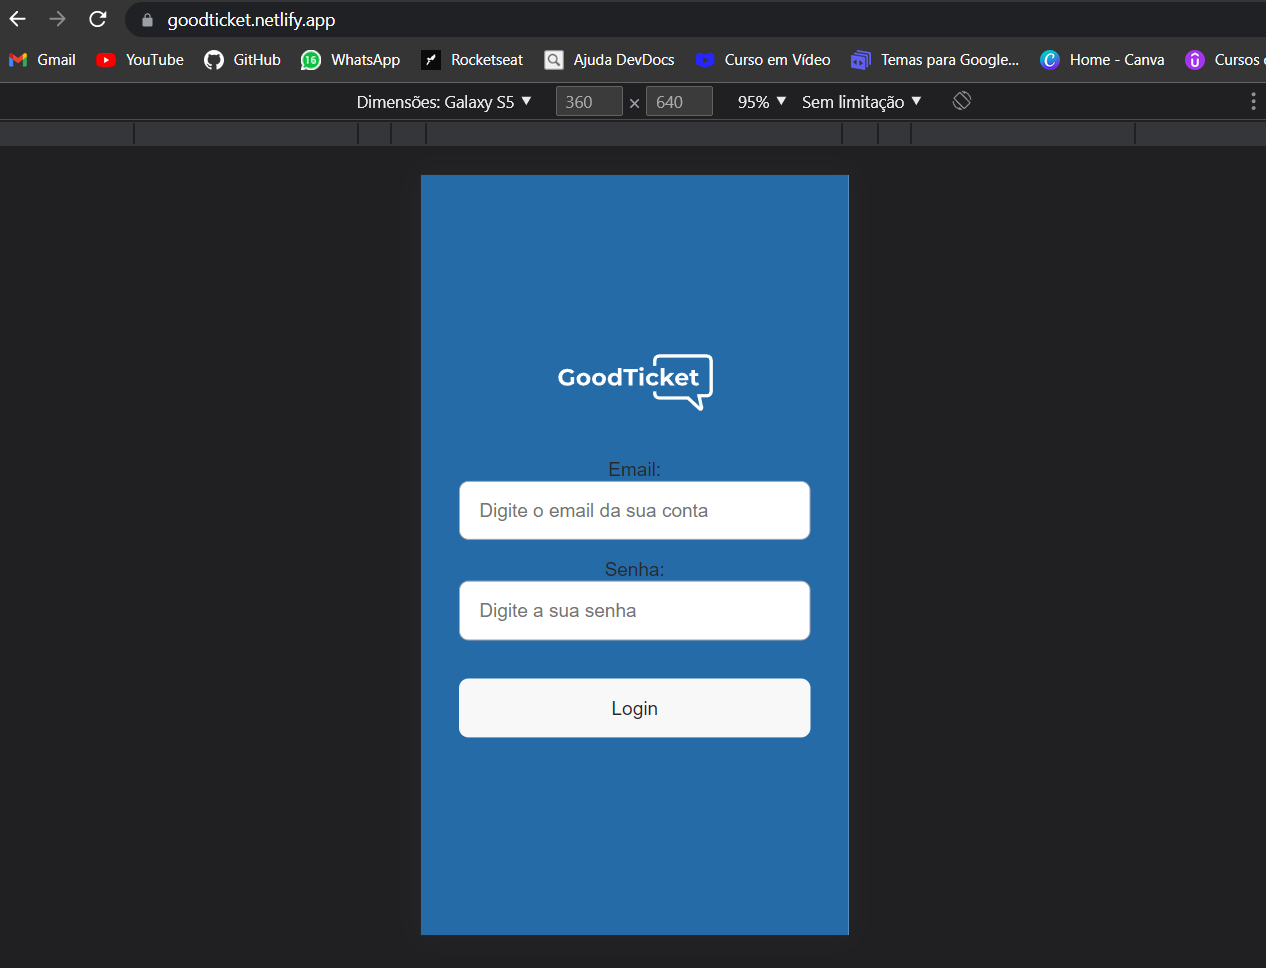 goodticket.netlify.app
Gmail YouTube GitHub 16 WhatsApp Rocketseat Ajuda DevDocs Curso em Vídeo Temas para Google... Home - Canva Cursos
Dimensões: Galaxy S5 360 × 640 95% Sem limitação
GoodTicket
Email:
Digite o email da sua conta
Senha:
Digite a sua senha
Login